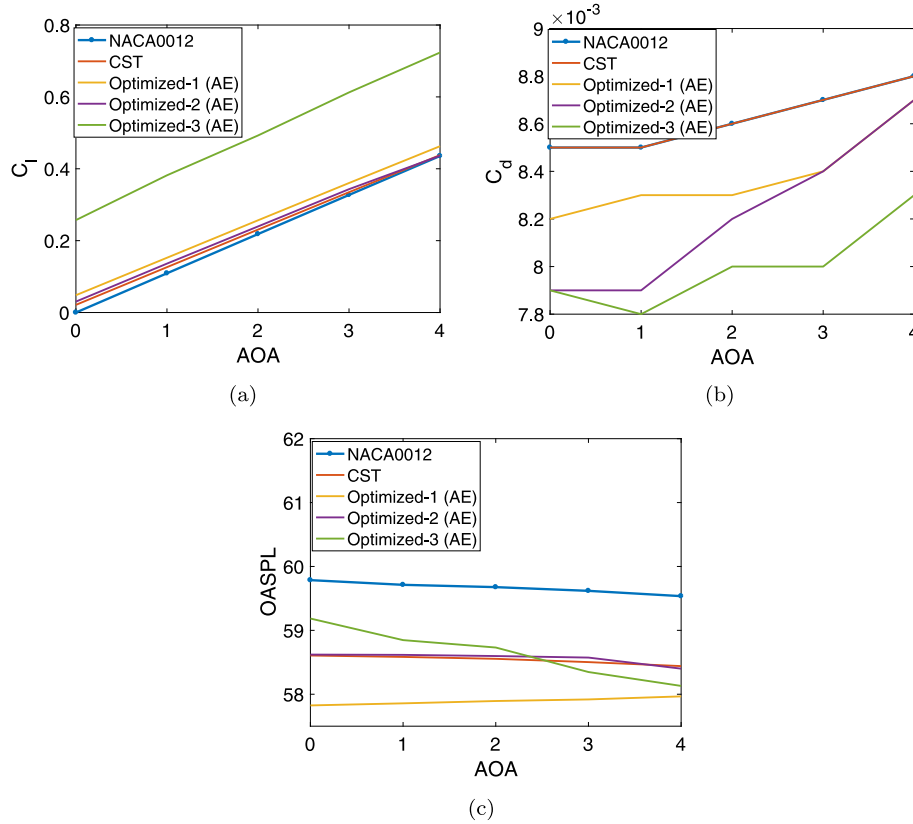 0.8
NACA0012
CST
Optimized-1 (AE)
Optimized-2 (AE)
Optimized-3 (AE)
0.6
0.4
0.2
0
C_l
0 1 2 3 4
AOA
(a)
×10^-3
9
NACA0012
CST
Optimized-1 (AE)
Optimized-2 (AE)
Optimized-3 (AE)
8.8
8.6
8.4
8.2
8
7.8
C_d
0 1 2 3 4
AOA
(b)
62
NACA0012
CST
Optimized-1 (AE)
Optimized-2 (AE)
Optimized-3 (AE)
61
60
59
58
OASPL
0 1 2 3 4
AOA
(c)